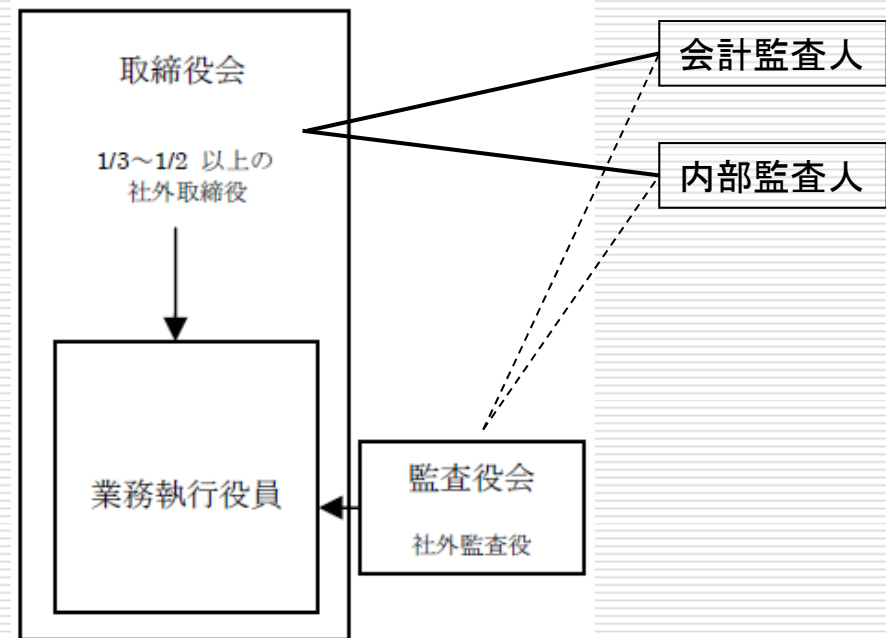 取締役会
1/3～1/2 以上の
社外取締役
業務執行役員
監査役会
社外監査役
会計監査人
内部監査人